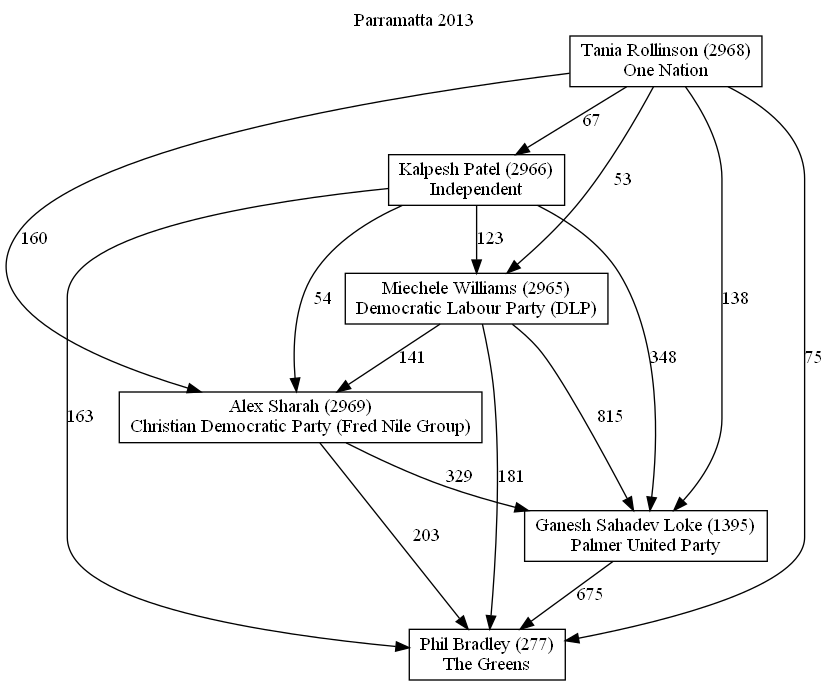 Parramatta 2013
Tania Rollinson (2968)
One Nation
67
Kalpesh Patel (2966)
Independent
53
160
123
Miechele Williams (2965)
Democratic Labour Party (DLP)
54
138
141
348
75
Alex Sharah (2969)
Christian Democratic Party (Fred Nile Group)
163
815
329
181
Ganesh Sahadev Loke (1395)
Palmer United Party
203
675
Phil Bradley (277)
The Greens